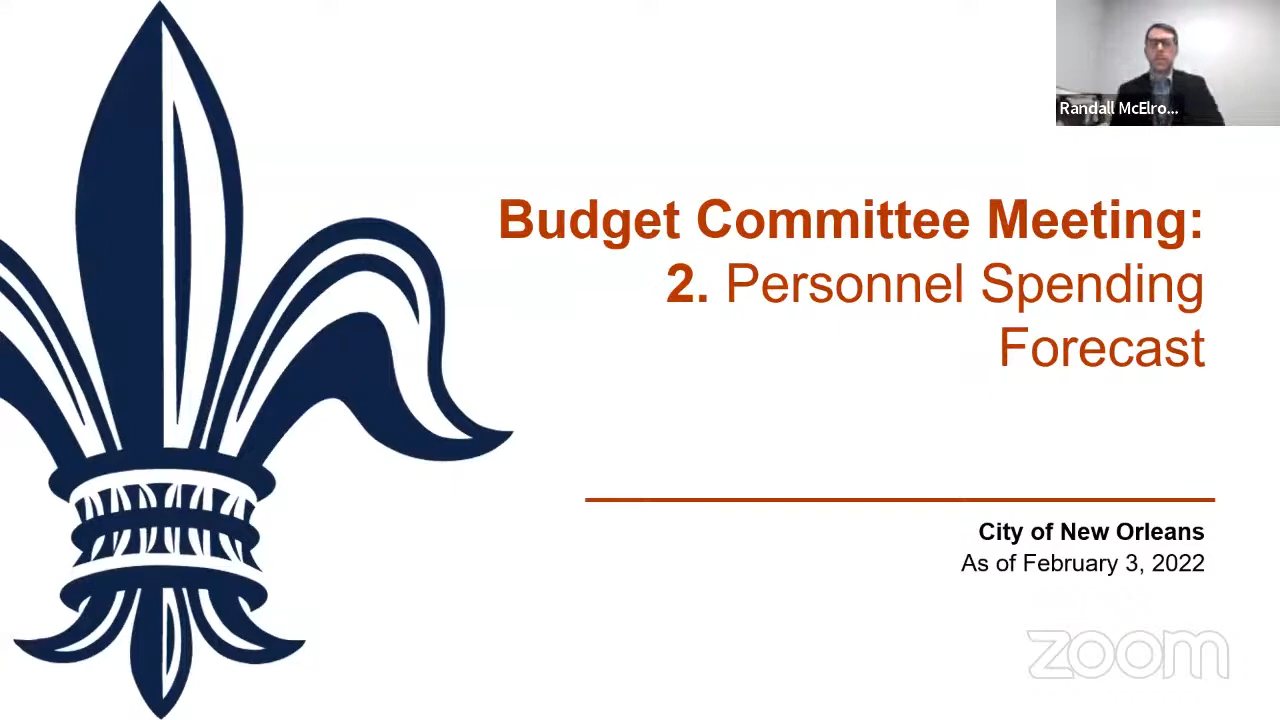 Randall McElro...
Budget Committee Meeting:
2. Personnel Spending
Forecast
City of New Orleans
As of February 3, 2022
zoom